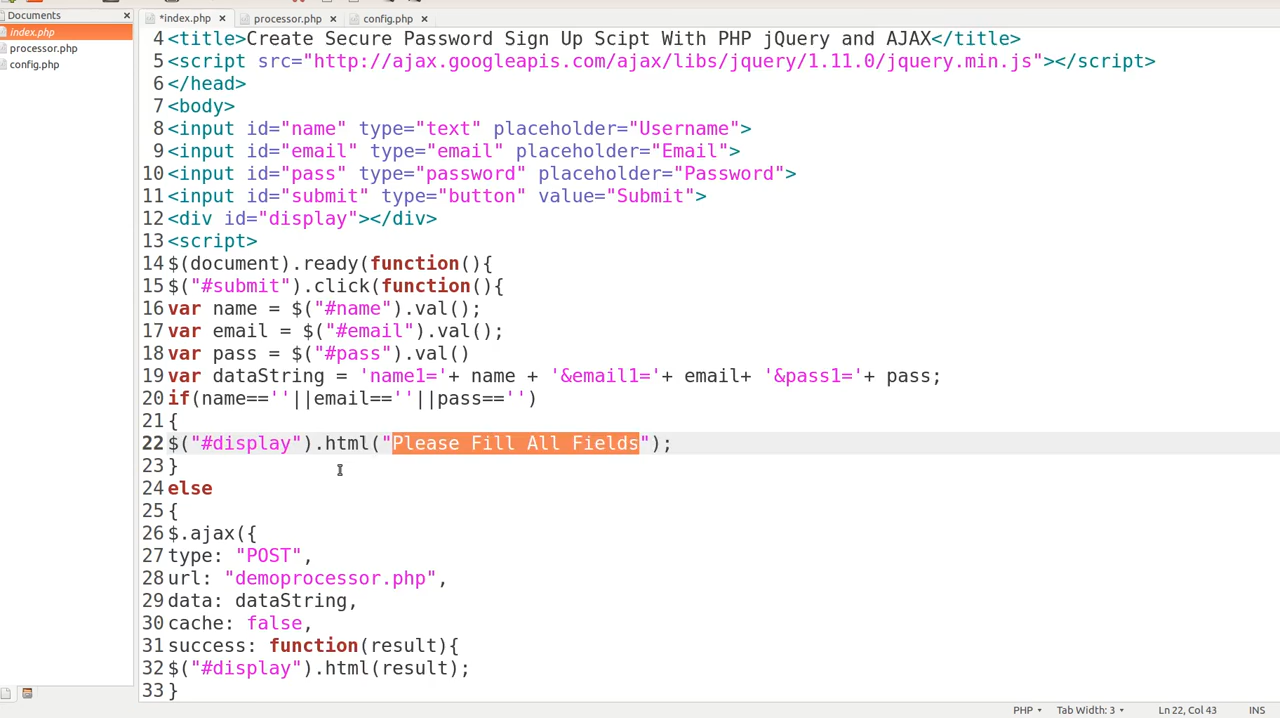 Documents
index.php
processor.php
config.php
*index.php
processor.php
config.php
4 <title>Create Secure Password Sign Up Scipt With PHP jQuery and AJAX</title>
5 <script src="http://ajax.googleapis.com/ajax/libs/jquery/1.11.0/jquery.min.js"></script>
6 </head>
7 <body>
8 <input id="name" type="text" placeholder="Username">
9 <input id="email" type="email" placeholder="Email">
10 <input id="pass" type="password" placeholder="Password">
11 <input id="submit" type="button" value="Submit">
12 <div id="display"></div>
13 <script>
14 $(document).ready(function(){
15 $("#submit").click(function(){
16 var name = $("#name").val();
17 var email = $("#email").val();
18 var pass = $("#pass").val()
19 var dataString = 'name1='+ name + '&email1='+ email+ '&pass1='+ pass;
20 if(name==''||email==''||pass=='')
21 {
22 $("#display").html("Please Fill All Fields");
23 }
24 else
25 {
26 $.ajax({
27 type: "POST",
28 url: "demoprocessor.php",
29 data: dataString,
30 cache: false,
31 success: function(result){
32 $("#display").html(result);
33 }
PHP
Tab Width: 3
Ln 22, Col 43
INS